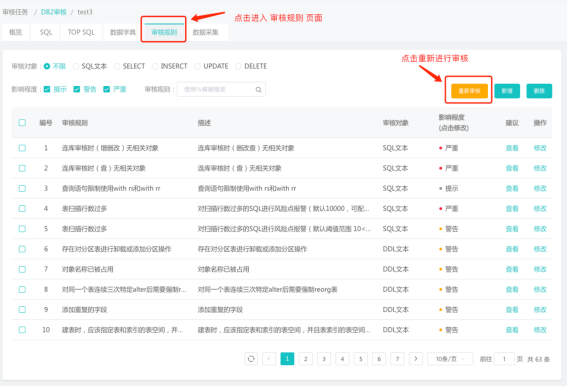 审核任务 / DB2审核 / test3
点击进入 审核规则 页面
概览 SQL TOP SQL 数据字典 审核规则 数据采集
点击重新进行审核
审核对象： 不限 SQL文本 SELECT INSERCT UPDATE DELETE
影响程度： 提示 警告 严重 审核规则： 使用%模糊搜索 重新审核 新增 删除
编号 审核规则 描述 审核对象 影响程度 (点击修改) 建议 操作
1 连库审核时（增删改）无相关对象 连库审核时（删改查）无相关对象 SQL文本 严重 查看 修改
2 连库审核时（查）无相关对象 连库审核时（查）无相关对象 SQL文本 严重 查看 修改
3 查询语句限制使用with rs和with rr 查询语句限制使用with rs和with rr SQL文本 提示 查看 修改
4 表扫描行数过多 对扫描行数过多的SQL进行风险点报警（默认10000，可配... SQL文本 严重 查看 修改
5 表扫描行数过多 对扫描行数过多的SQL进行风险点报警（默认阈值范围 10<... SQL文本 警告 查看 修改
6 存在对分区表进行卸载或添加分区操作 存在对分区表进行卸载或添加分区操作 DDL文本 警告 查看 修改
7 对象名称已被占用 对象名称已被占用 DDL文本 警告 查看 修改
8 对同一个表连续三次特定alter后需要强制r... 对同一个表连续三次特定alter后需要强制reorg表 DDL文本 警告 查看 修改
9 添加重复的字段 添加重复的字段 DDL文本 警告 查看 修改
10 建表时，应该指定表和索引的表空间，并... 建表时，应该指定表和索引的表空间，并且表索引的表空间... DDL文本 警告 查看 修改
1 2 3 4 5 6 7 10条/页 前往 1 页 共 63 条